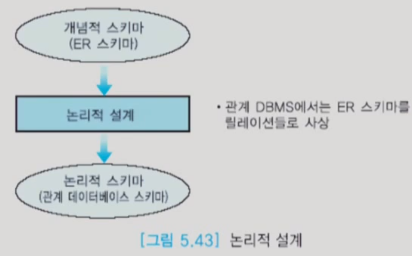 개념적 스키마
(ER 스키마)
논리적 설계
• 관계 DBMS에서는 ER 스키마를
릴레이션들로 사상
논리적 스키마
(관계 데이터베이스 스키마)
[그림 5.43] 논리적 설계